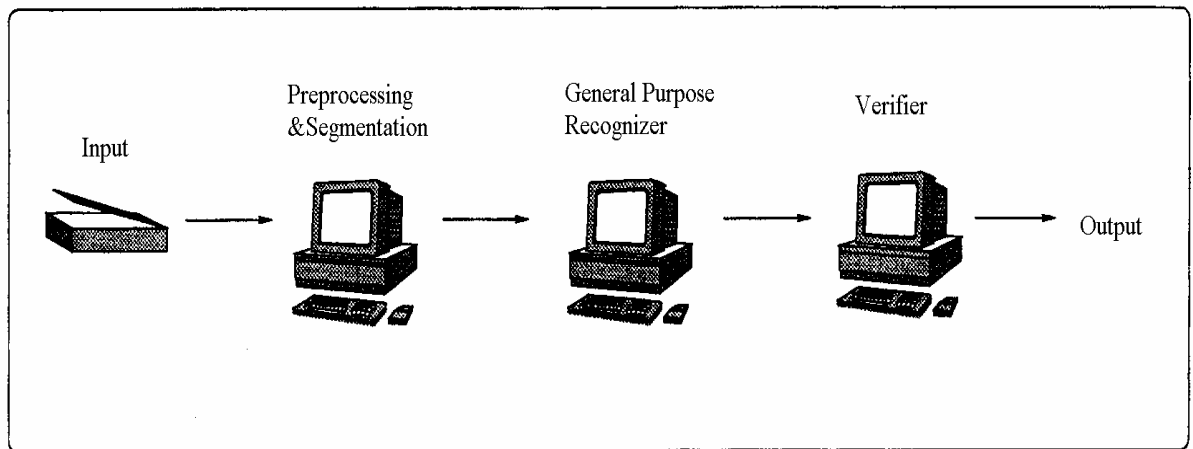 Input
Preprocessing
&Segmentation
General Purpose
Recognizer
Verifier
Output